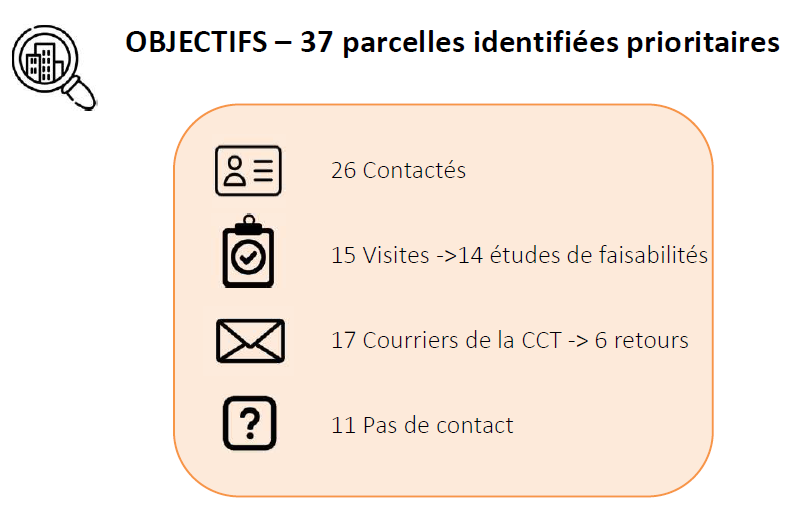 OBJECTIFS – 37 parcelles identifiées prioritaires
26 Contactés
15 Visites ->14 études de faisabilités
17 Courriers de la CCT -> 6 retours
?
11 Pas de contact